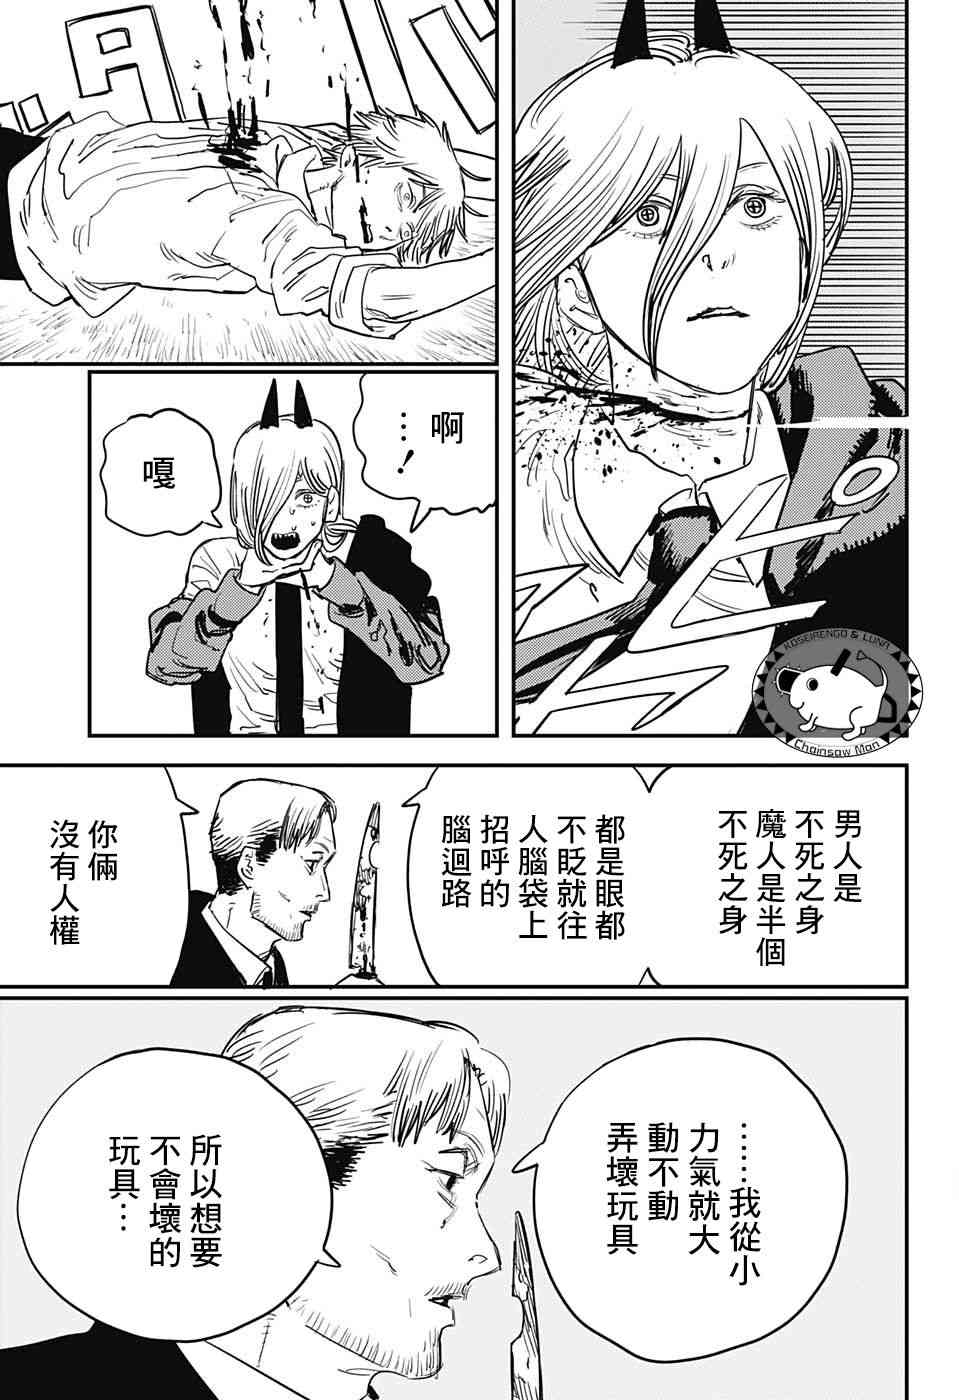 啊
…！
嘎
KOSEIRENGO & LUNA
Chainsaw Man
男人是
不死之身
魔人是半個
不死之身
都是眼都
不眨就往
人腦袋上
招呼的
腦迴路
你倆
沒有人權
……我從小
力氣就大
動不動
弄壞玩具
所以想要
不會壞的
玩具…